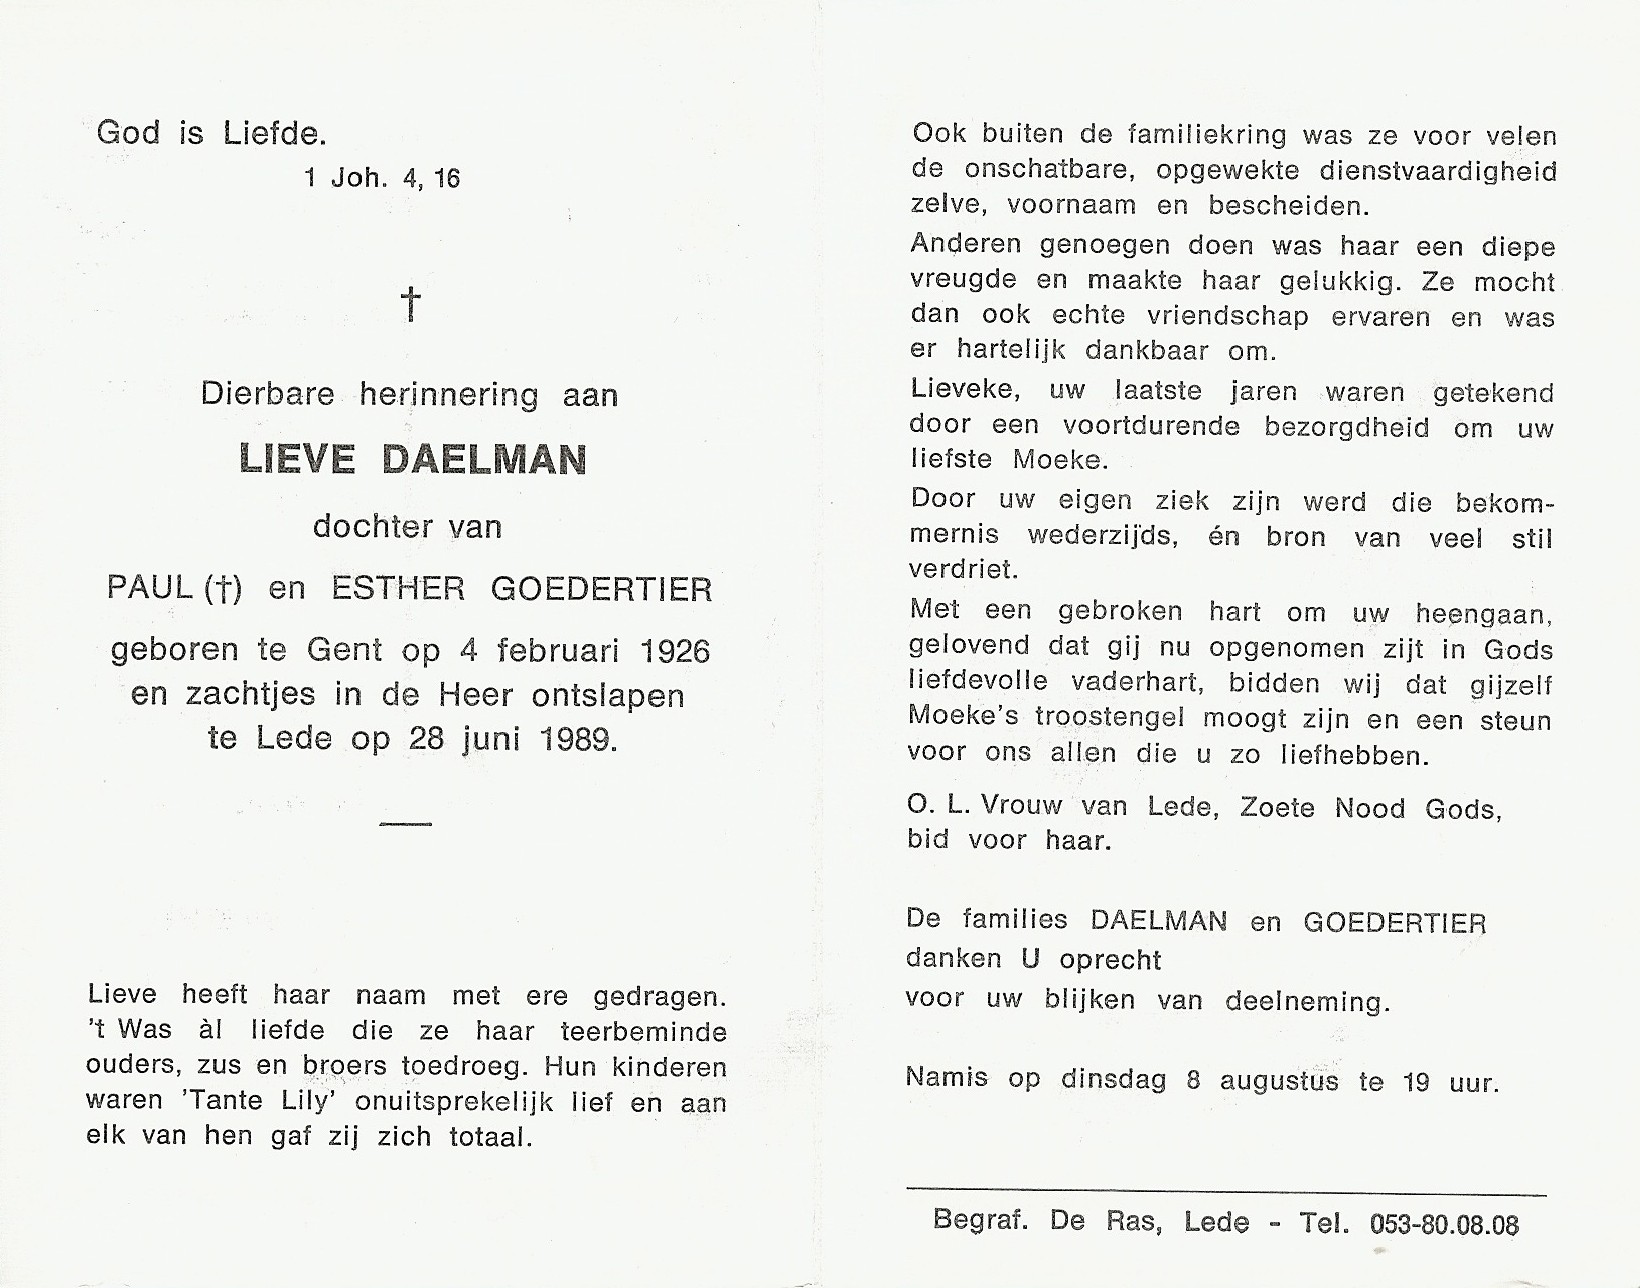 God is Liefde.
1 Joh. 4, 16
†
Dierbare herinnering aan
LIEVE DAELMAN
dochter van
PAUL (†) en ESTHER GOEDERTIER
geboren te Gent op 4 februari 1926
en zachtjes in de Heer ontslapen
te Lede op 28 juni 1989.
Lieve heeft haar naam met ere gedragen.
't Was àl liefde die ze haar teerbeminde
ouders, zus en broers toedroeg. Hun kinderen
waren 'Tante Lily' onuitsprekelijk lief en aan
elk van hen gaf zij zich totaal.
Ook buiten de familiekring was ze voor velen
de onschatbare, opgewekte dienstvaardigheid
zelve, voornaam en bescheiden.
Anderen genoegen doen was haar een diepe
vreugde en maakte haar gelukkig. Ze mocht
dan ook echte vriendschap ervaren en was
er hartelijk dankbaar om.
Lieveke, uw laatste jaren waren getekend
door een voortdurende bezorgdheid om uw
liefste Moeke.
Door uw eigen ziek zijn werd die bekom-
mernis wederzijds, én bron van veel stil
verdriet.
Met een gebroken hart om uw heengaan,
gelovend dat gij nu opgenomen zijt in Gods
liefdevolle vaderhart, bidden wij dat gijzelf
Moeke's troostengel moogt zijn en een steun
voor ons allen die u zo liefhebben.
O. L. Vrouw van Lede, Zoete Nood Gods,
bid voor haar.
De families DAELMAN en GOEDERTIER
danken U oprecht
voor uw blijken van deelneming.
Namis op dinsdag 8 augustus te 19 uur.
Begraf. De Ras, Lede - Tel. 053-80.08.08